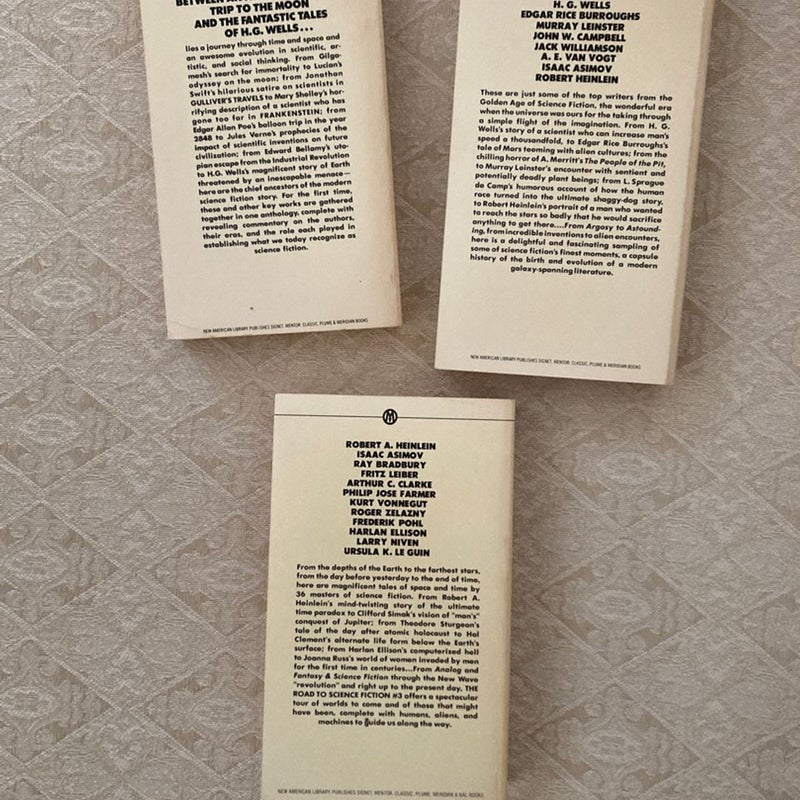 TRIP TO THE MOON
AND THE FANTASTIC TALES
OF H.G. WELLS...
lies a journey through time and space and
an awesome evolution in scientific, ar-
tistic, and social thinking. From Gilga-
mesh's search for immortality to Lucian's
odyssey on the moon; from Jonathan
Swift's hilarious satire on scientists in
GULLIVER'S TRAVELS to Mary Shelley's hor-
rifying description of a scientist who has
gone too far in FRANKENSTEIN; from
Edgar Allan Poe's balloon trip in the year
2848 to Jules Verne's prophecies of the
impact of scientific inventions on future
civilization; from Edward Bellamy's uto-
pian escape from the Industrial Revolution
to H.G. Wells's magnificent story of Earth
threatened by an inescapable menace—
here are the chief ancestors of the modern
science fiction story. For the first time,
these and other key works are gathered
together in one anthology, complete with
revealing commentary on the authors,
their eras, and the role each played in
establishing what we today recognize as
science fiction.
NEW AMERICAN LIBRARY PUBLISHES SIGNET, MENTOR, CLASSIC, PLUME & MERIDIAN BOOKS
H. G. WELLS
EDGAR RICE BURROUGHS
MURRAY LEINSTER
JOHN W. CAMPBELL
JACK WILLIAMSON
A. E. VAN VOGT
ISAAC ASIMOV
ROBERT HEINLEIN
These are just some of the top writers from the
Golden Age of Science Fiction, the wonderful era
when the universe was ours for the taking through
a simple flight of the imagination. From H. G.
Wells's story of a scientist who can increase man's
speed a thousandfold, to Edgar Rice Burroughs's
tale of Mars teeming with alien cultures; from the
chilling horror of A. Merritt's The People of the Pit,
to Murray Leinster's encounter with sentient and
potentially deadly plant beings; from L. Sprague
de Camp's humorous account of how the human
race turned into the ultimate shaggy-dog story,
to Robert Heinlein's portrait of a man who wanted
to reach the stars so badly that he would sacrifice
anything to get there....From Argosy to Astound-
ing, from incredible inventions to alien encounters,
here is a delightful and fascinating sampling of
some of science fiction's finest moments, a capsule
history of the birth and evolution of a modern
galaxy-spanning literature.
NEW AMERICAN LIBRARY PUBLISHES SIGNET, MENTOR, CLASSIC, PLUME & MERIDIAN BOOKS
M
ROBERT A. HEINLEIN
ISAAC ASIMOV
RAY BRADBURY
FRITZ LEIBER
ARTHUR C. CLARKE
PHILIP JOSE FARMER
KURT VONNEGUT
ROGER ZELAZNY
FREDERIK POHL
HARLAN ELLISON
LARRY NIVEN
URSULA K. LE GUIN
From the depths of the Earth to the farthest stars,
from the day before yesterday to the end of time,
here are magnificent tales of space and time by
36 masters of science fiction. From Robert A.
Heinlein's mind-twisting story of the ultimate
time paradox to Clifford Simak's vision of "man's"
conquest of Jupiter; from Theodore Sturgeon's
tale of the day after atomic holocaust to Hal
Clement's alternate life form below the Earth's
surface; from Harlan Ellison's computerized hell
to Joanna Russ's world of women invaded by men
for the first time in centuries...From Analog and
Fantasy & Science Fiction through the New Wave
"revolution" and right up to the present day, THE
ROAD TO SCIENCE FICTION #3 offers a spectacular
tour of worlds to come and of those that might
have been, complete with humans, aliens, and
machines to guide us along the way.
NEW AMERICAN LIBRARY PUBLISHES SIGNET, MENTOR, CLASSIC, PLUME, MERIDIAN & NAL BOOKS